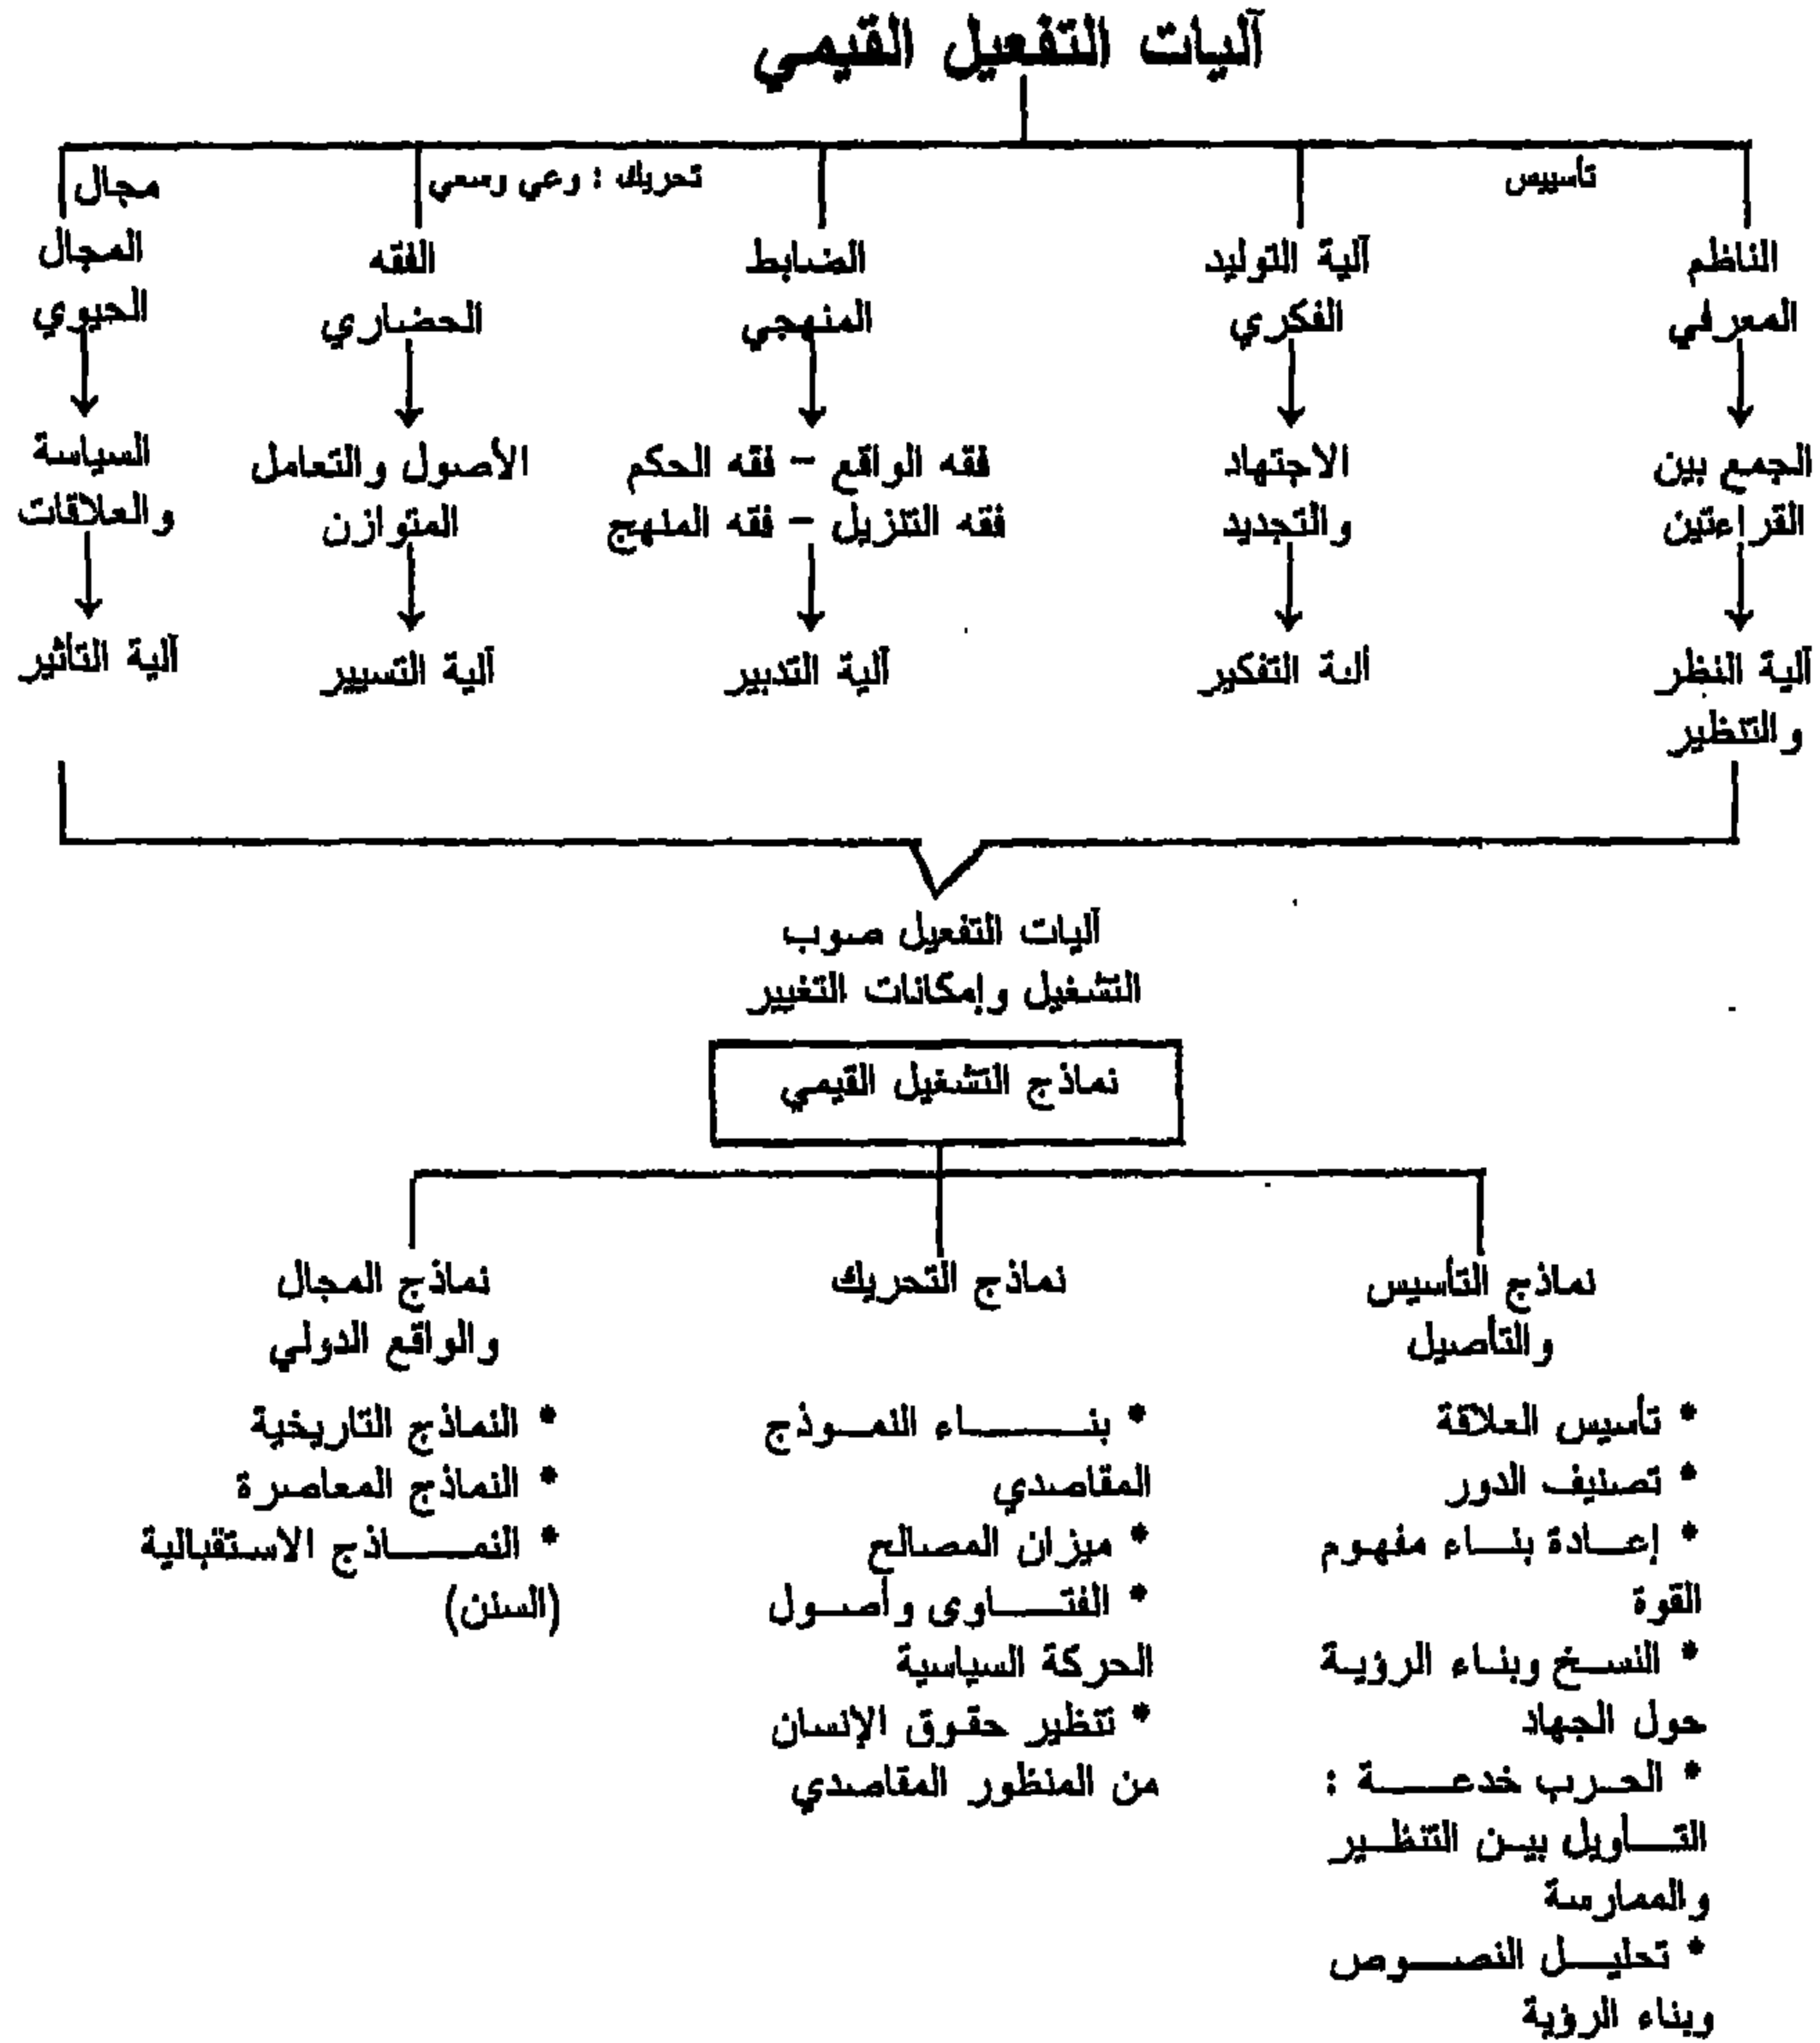 آليات التفعيل القيمي
تأسيس
تحريك : وعي وسعي
مجال
الناظم
المعرفي
الجمع بين
القراءتين
آلية النظر
والتنظير
آلية التوليد
الفكري
الاجتهاد
والتجديد
آلية التفكير
الضابط
المنهجي
فقه الواقع - فقه الحكم
فقه التنزيل - فقه المنهج
آلية التدبير
الفقه
الحضاري
الأصول والتعامل
المتوازن
آلية التسيير
المجال
الحيوي
السياسة
والعلاقات
آلية التأثير
آليات التفعيل صوب
التشغيل وإمكانات التغيير
نماذج التشغيل القيمي
نماذج التأسيس
والتأصيل
* تأسيس العلاقة
* تصنيف الدور
* إعادة بناء مفهوم
القوة
* النسخ وبناء الرؤية
حول الجهاد
* الحرب خدعة :
التأويل بين التنظير
والممارسة
* تحليل النصوص
وبناء الرؤية
نماذج التحريك
* بناء النموذج
المقاصدي
* ميزان المصالح
* الفتاوى وأصول
الحركة السياسية
* تنظير حقوق الإنسان
من المنظور المقاصدي
نماذج المجال
والواقع الدولي
* النماذج التاريخية
* النماذج المعاصرة
* النماذج الاستقبالية
(السنن)